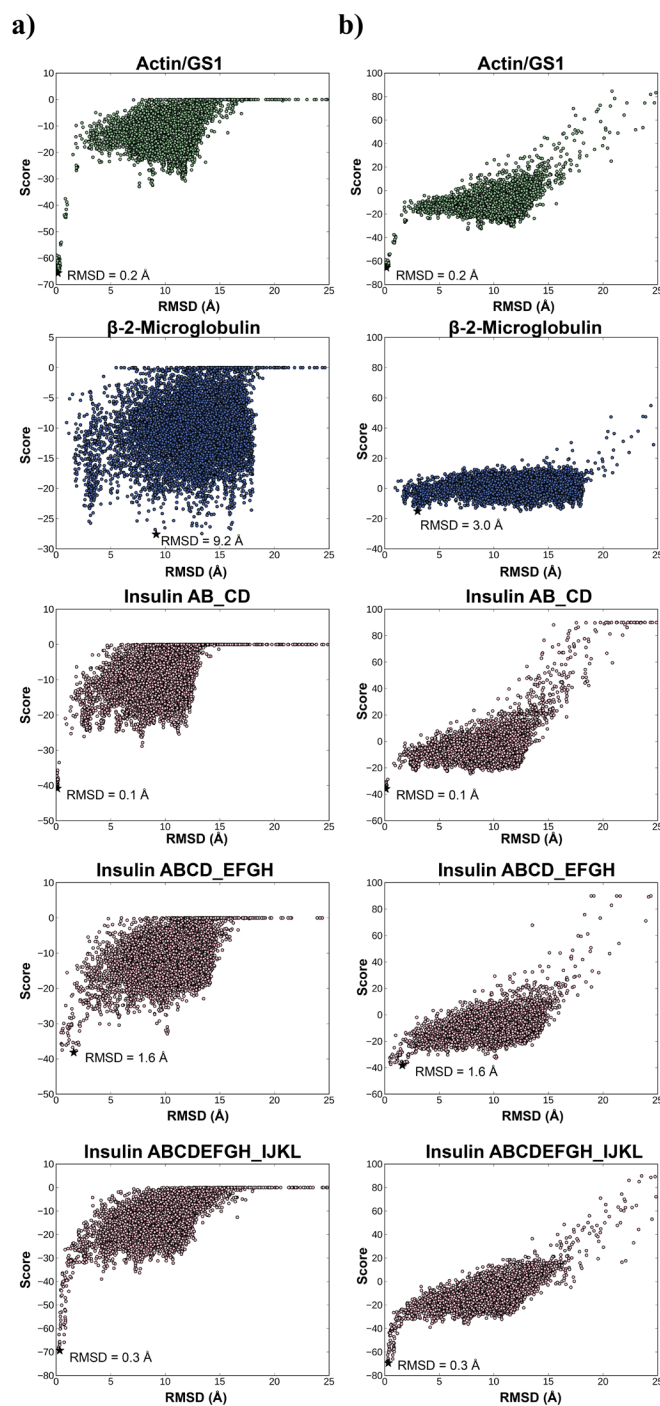 a) b)
Actin/GS1 Actin/GS1
10 100
0 80
−10 60
−20 40
−30 20
−40 0
−50 −20
−60 −40
−70 −60
−80
Score Score
RMSD = 0.2 Å RMSD = 0.2 Å
0 5 10 15 20 25 0 5 10 15 20 25
RMSD (Å) RMSD (Å)
β-2-Microglobulin β-2-Microglobulin
5 100
0 80
−5 60
−10 40
−15 20
−20 0
−25 −20
−30 −40
Score Score
RMSD = 9.2 Å RMSD = 3.0 Å
0 5 10 15 20 25 0 5 10 15 20 25
RMSD (Å) RMSD (Å)
Insulin AB_CD Insulin AB_CD
10 100
0 80
−10 60
−20 40
−30 20
−40 0
−50 −20
−40
−60
Score Score
RMSD = 0.1 Å RMSD = 0.1 Å
0 5 10 15 20 25 0 5 10 15 20 25
RMSD (Å) RMSD (Å)
Insulin ABCD_EFGH Insulin ABCD_EFGH
10 100
0 80
−10 60
−20 40
−30 20
−40 0
−50 −20
−40
−60
Score Score
RMSD = 1.6 Å RMSD = 1.6 Å
0 5 10 15 20 25 0 5 10 15 20 25
RMSD (Å) RMSD (Å)
Insulin ABCDEFGH_IJKL Insulin ABCDEFGH_IJKL
10 100
0 80
−10 60
−20 40
−30 20
−40 0
−50 −20
−60 −40
−70 −60
−80 −80
Score Score
RMSD = 0.3 Å RMSD = 0.3 Å
0 5 10 15 20 25 0 5 10 15 20 25
RMSD (Å) RMSD (Å)